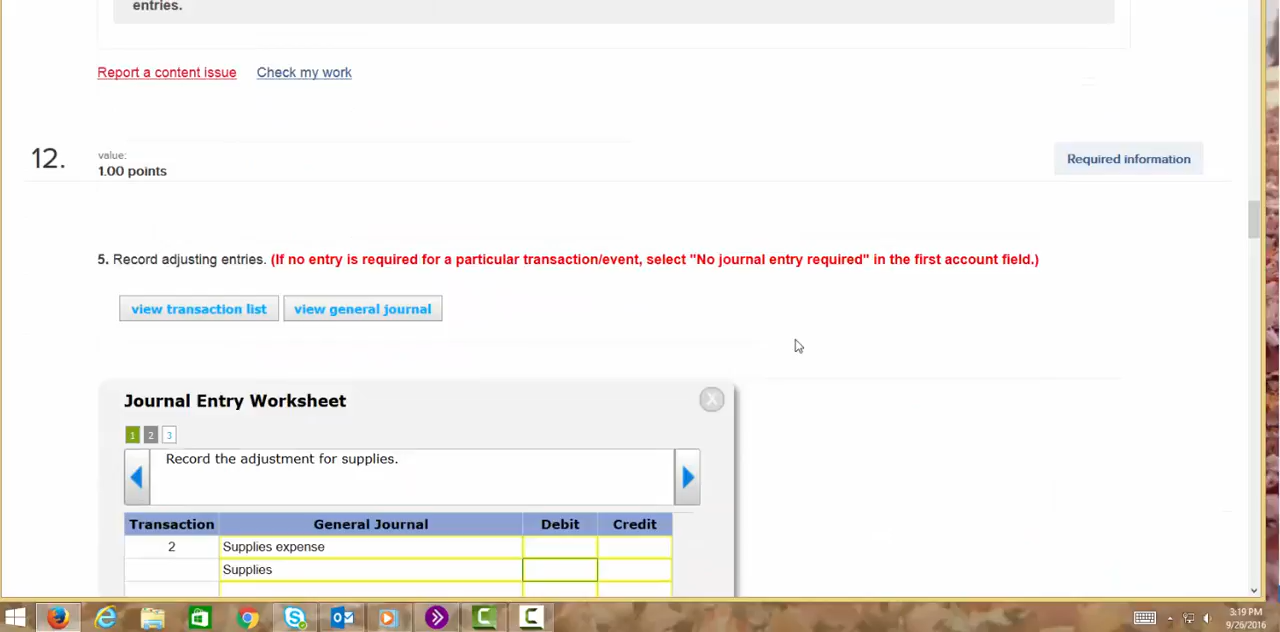 entries.
Report a content issue Check my work
12.
value:
1.00 points
Required information
5. Record adjusting entries. (If no entry is required for a particular transaction/event, select "No journal entry required" in the first account field.)
view transaction list view general journal
Journal Entry Worksheet
X
1 2 3
Record the adjustment for supplies.
Transaction General Journal Debit Credit
2 Supplies expense
Supplies
3:19 PM
9/26/2016